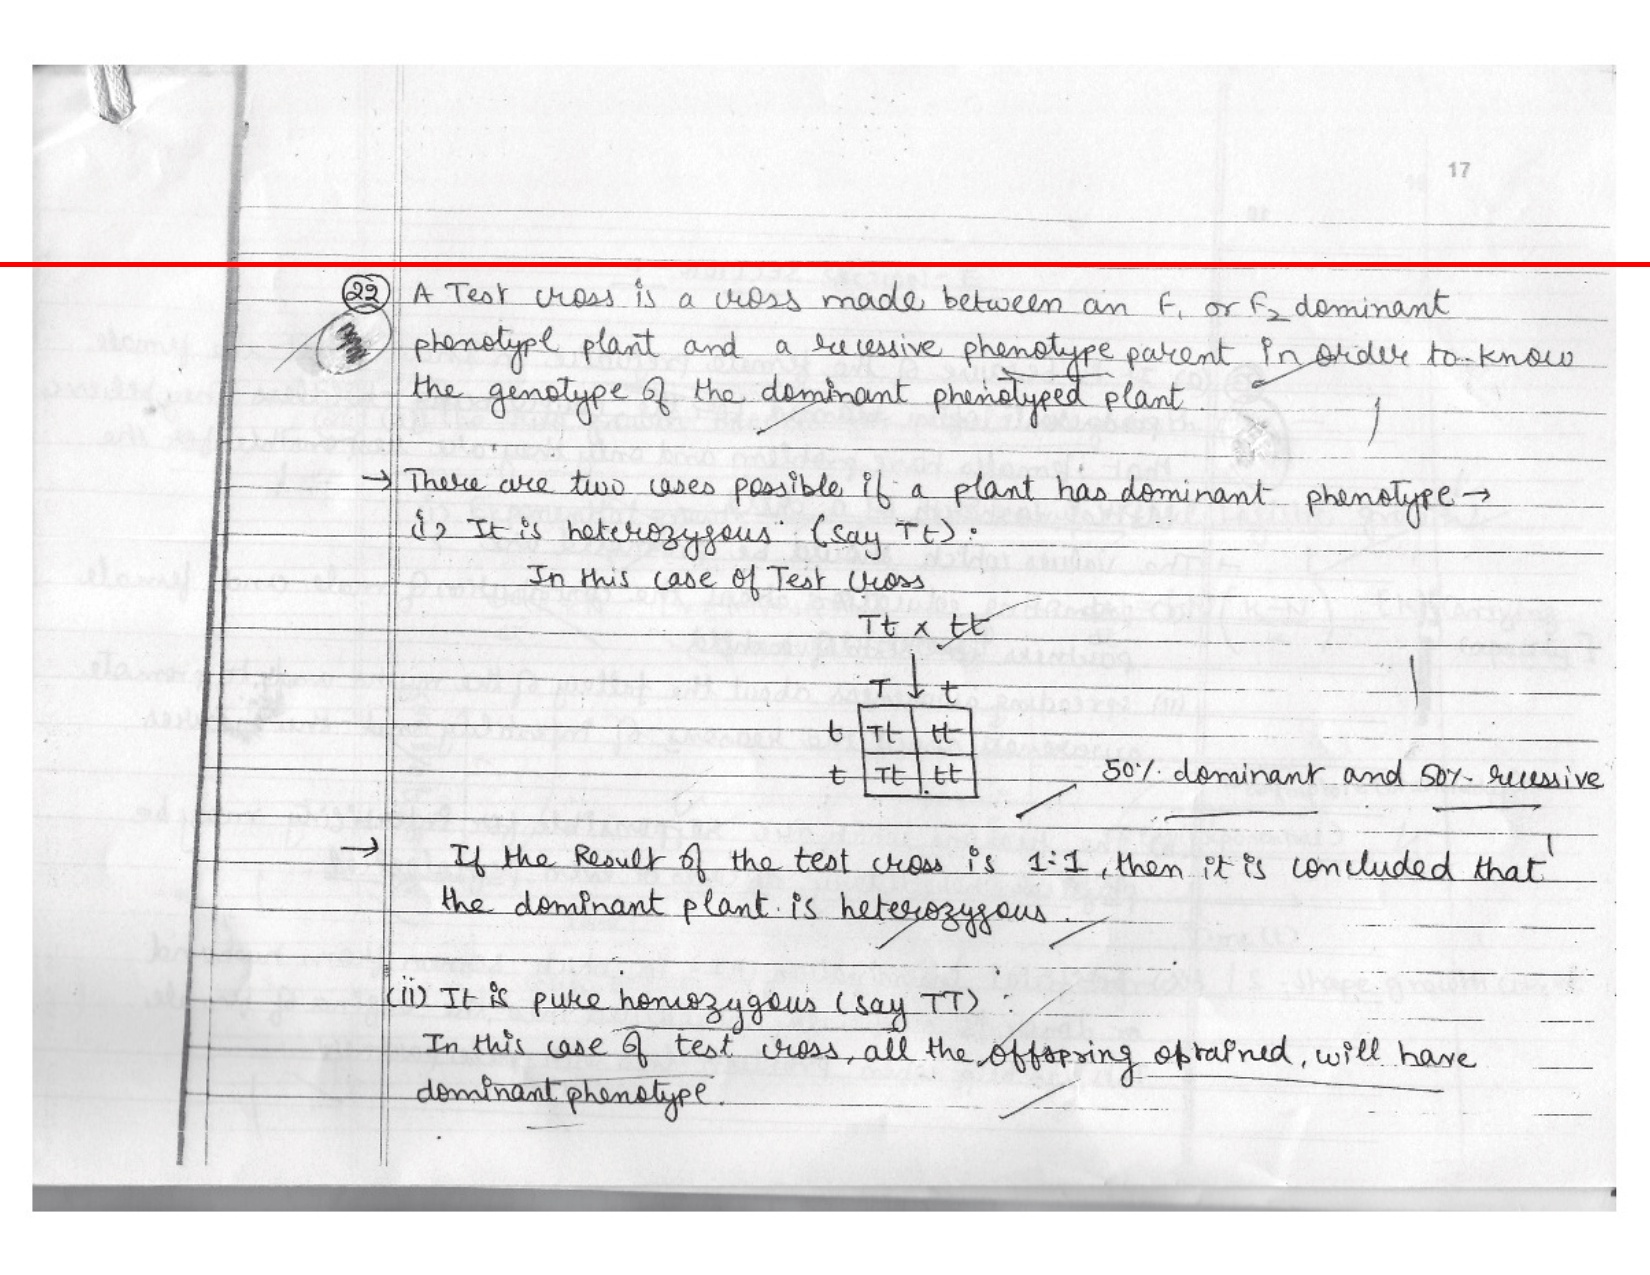 17
22 A Test cross is a cross made between an F1 or F2 dominant
phenotype plant and a recessive phenotype parent in order to know
the genotype of the dominant phenotyped plant.
→ There are two cases possible if a plant has dominant phenotype →
i) It is heterozygous (say Tt) :
In this case of Test cross
Tt x tt
T t
t Tt tt
t Tt tt
50% dominant and 50% recessive
→ If the Result of the test cross is 1:1, then it is concluded that
the dominant plant is heterozygous.
(ii) It is pure homozygous (say TT) :
In this case of test cross, all the offspring obtained, will have
dominant phenotype.